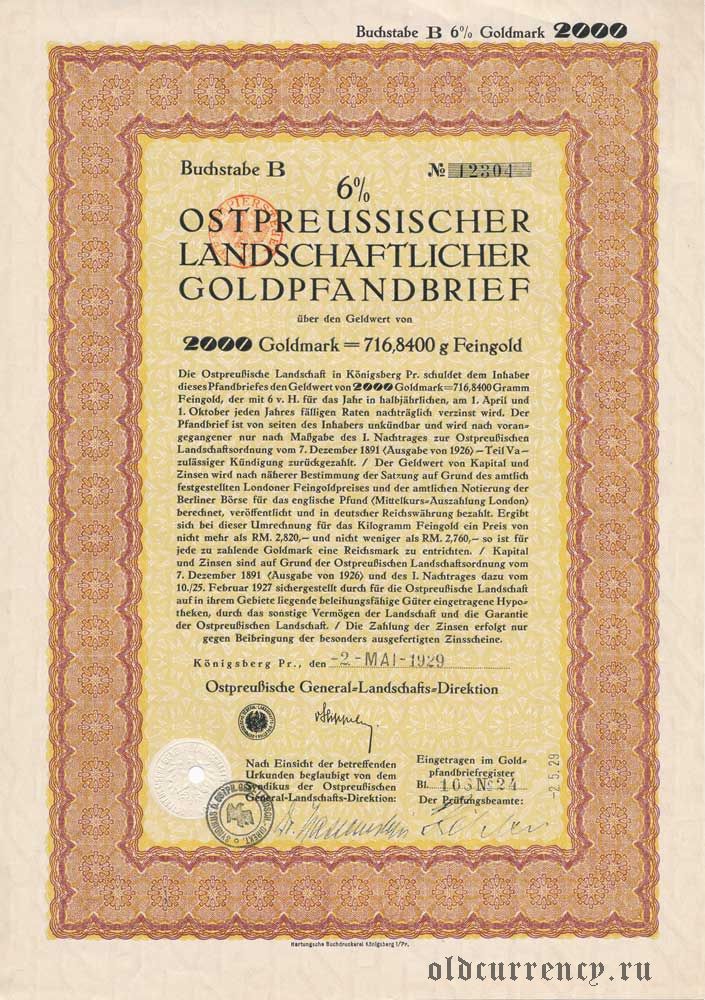 Buchstabe B 6% Goldmark 2000
Buchstabe B № 12304
6%
OSTPREUSSISCHER
LANDSCHAFTLICHER
GOLDPFANDBRIEF
über den Geldwert von
2000 Goldmark = 716,8400 g Feingold
Die Ostpreußische Landschaft in Königsberg Pr. schuldet dem Inhaber
dieses Pfandbriefes den Geldwert von 2000 Goldmark=716,8400 Gramm
Feingold, der mit 6 v. H. für das Jahr in halbjährlichen, am 1. April und
1. Oktober jeden Jahres fälligen Raten nachträglich verzinst wird. Der
Pfandbrief ist von seiten des Inhabers unkündbar und wird nach voran=
gegangener nur nach Maßgabe des I. Nachtrages zur Ostpreußischen
Landschaftsordnung vom 7. Dezember 1891 (Ausgabe von 1926) – Teil Va–
zulässiger Kündigung zurückgezahlt. / Der Geldwert von Kapital und
Zinsen wird nach näherer Bestimmung der Satzung auf Grund des amtlich
festgestellten Londoner Feingoldpreises und der amtlichen Notierung der
Berliner Börse für das englische Pfund (Mittelkurs=Auszahlung London)
berechnet, veröffentlicht und in deutscher Reichswährung bezahlt. Ergibt
sich bei dieser Umrechnung für das Kilogramm Feingold ein Preis von
nicht mehr als RM. 2,820,– und nicht weniger als RM. 2,760,– so ist für
jede zu zahlende Goldmark eine Reichsmark zu entrichten. / Kapital
und Zinsen sind auf Grund der Ostpreußischen Landschaftsordnung vom
7. Dezember 1891 (Ausgabe von 1926) und des I. Nachtrages dazu vom
10./25. Februar 1927 sichergestellt durch für die Ostpreußische Landschaft
auf in ihrem Gebiete liegende beleihungsfähige Güter eingetragene Hypo=
theken, durch das sonstige Vermögen der Landschaft und die Garantie
der Ostpreußischen Landschaft. / Die Zahlung der Zinsen erfolgt nur
gegen Beibringung der besonders ausgefertigten Zinsscheine.
Königsberg Pr., den -2-MAI-1929
Ostpreußische General=Landschafts=Direktion
Nach Einsicht der betreffenden
Urkunden beglaubigt von dem
Syndikus der Ostpreußischen
General=Landschafts=Direktion:
Eingetragen im Gold=
pfandbriefregister
Bl. 103 № 24
Der Prüfungsbeamte:
-2.5.29
Hartungsche Buchdruckerei Königsberg i/Pr.
oldcurrency.ru